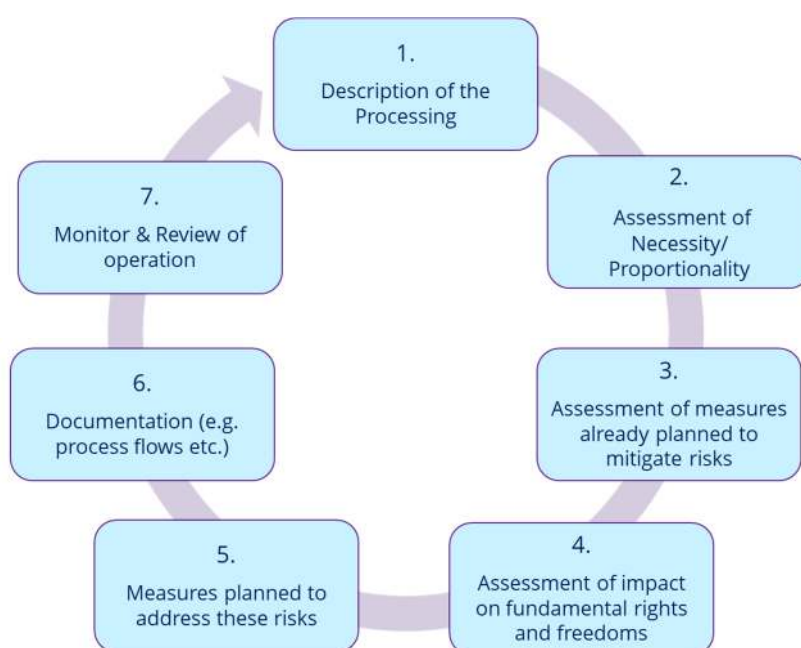 1.
Description of the
Processing
2.
Assessment of
Necessity/
Proportionality
3.
Assessment of measures
already planned to
mitigate risks
4.
Assessment of impact
on fundamental rights
and freedoms
5.
Measures planned to
address these risks
6.
Documentation (e.g.
process flows etc.)
7.
Monitor & Review of
operation